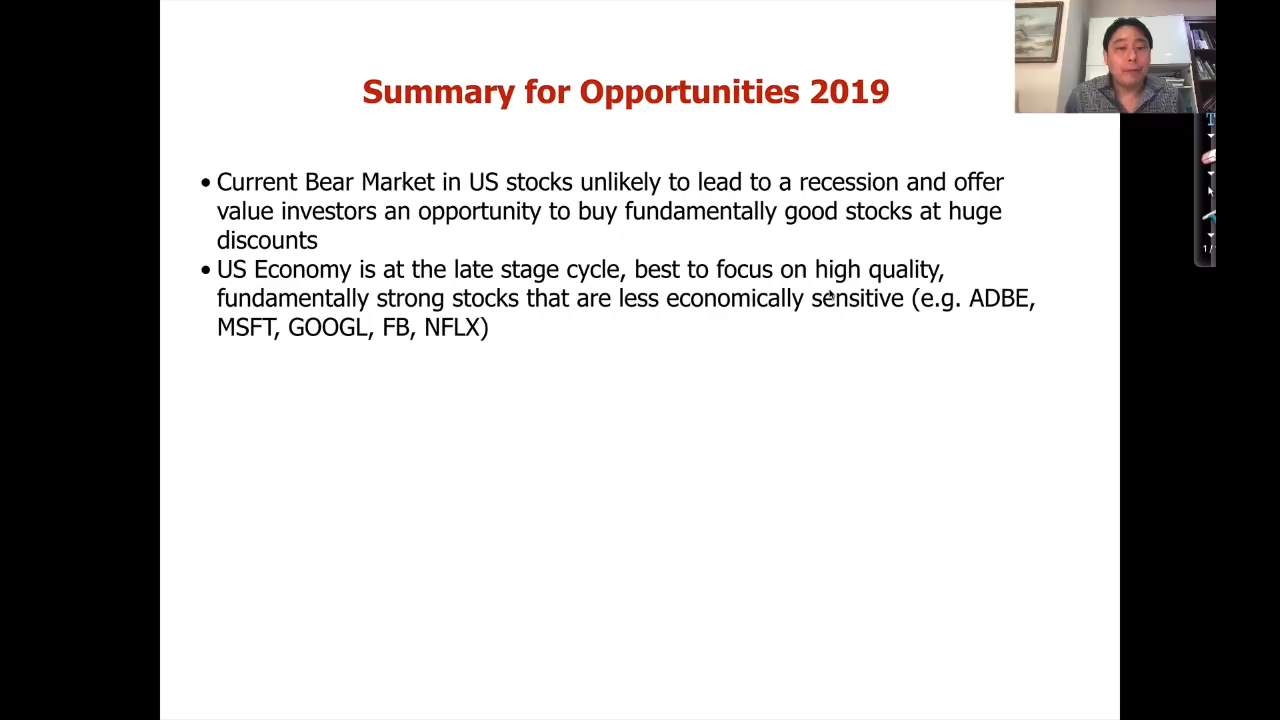 Summary for Opportunities 2019
• Current Bear Market in US stocks unlikely to lead to a recession and offer
value investors an opportunity to buy fundamentally good stocks at huge
discounts
• US Economy is at the late stage cycle, best to focus on high quality,
fundamentally strong stocks that are less economically sensitive (e.g. ADBE,
MSFT, GOOGL, FB, NFLX)
T
1/